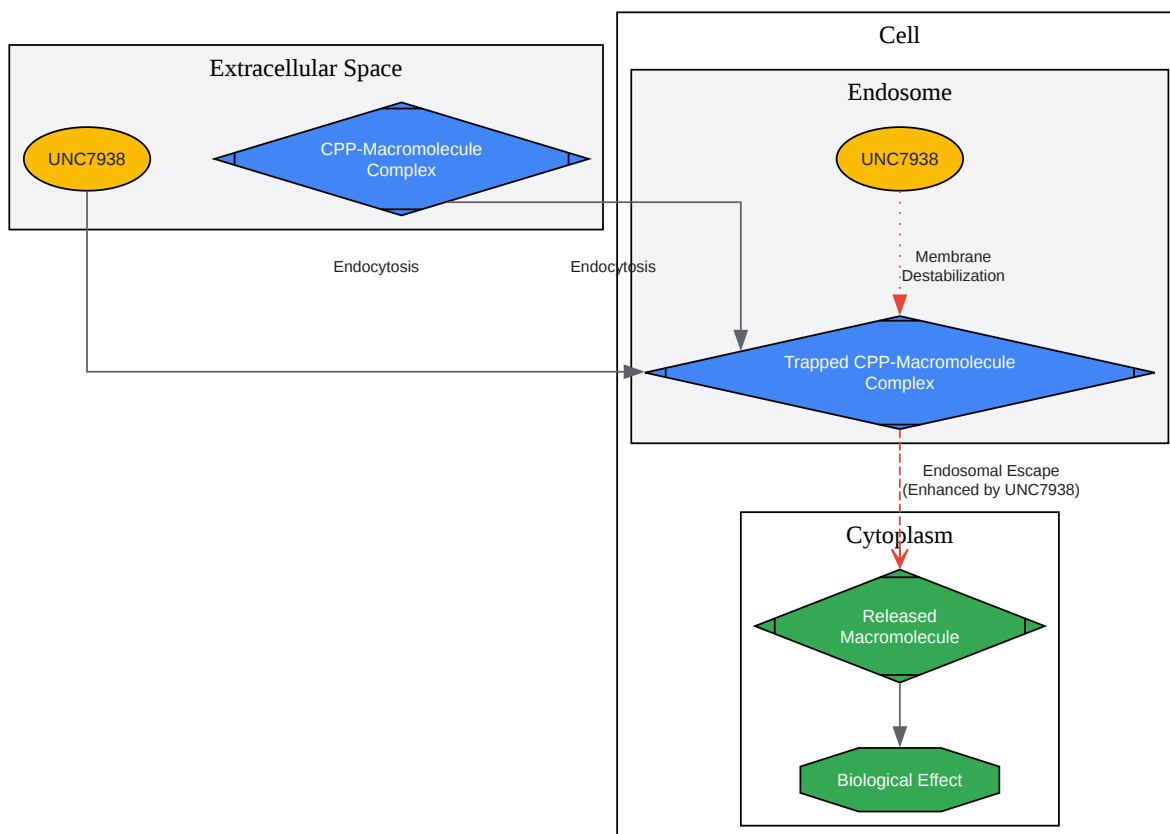 Cell
Extracellular Space
Endosome
UNC7938
CPP-Macromolecule
Complex
UNC7938
Endocytosis
Endocytosis
Membrane
Destabilization
Trapped CPP-Macromolecule
Complex
Endosomal Escape
(Enhanced by UNC7938)
Cytoplasm
Released
Macromolecule
Biological Effect